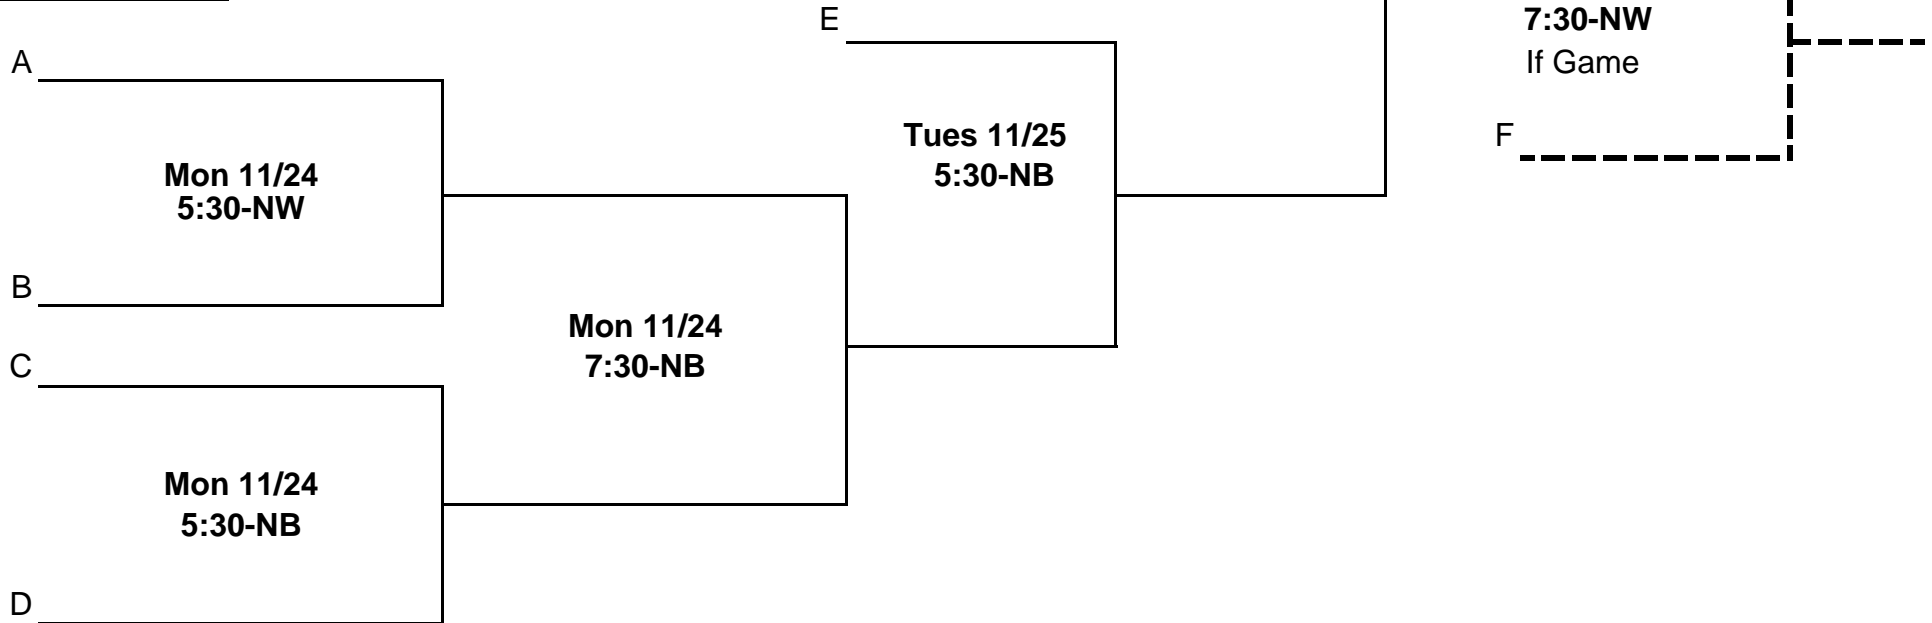 E
7:30-NW
If Game
A
Tues 11/25
5:30-NB
F
Mon 11/24
5:30-NW
B
Mon 11/24
7:30-NB
C
Mon 11/24
5:30-NB
D